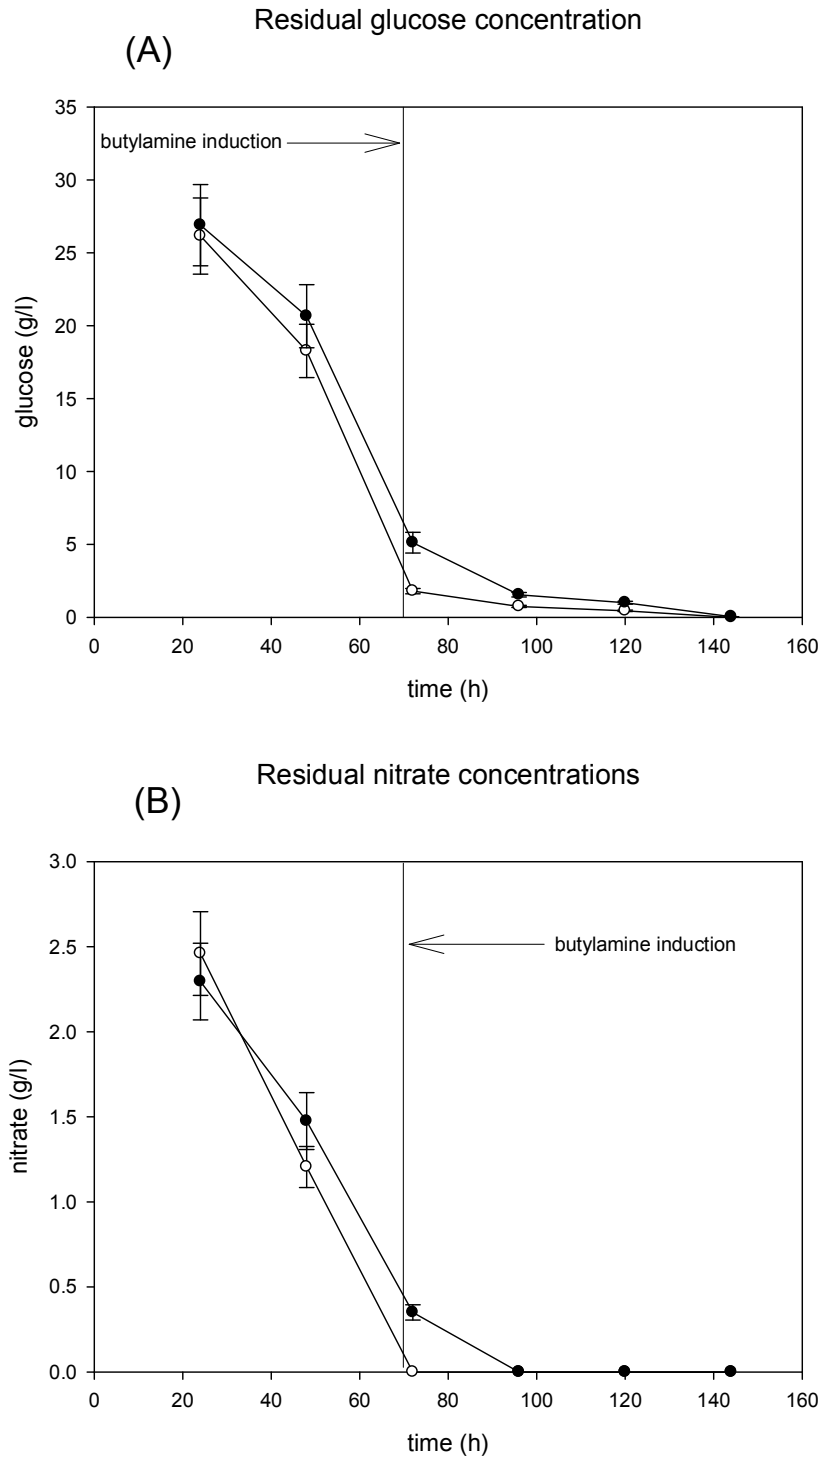 Residual glucose concentration
(A)
35
butylamine induction
30
25
20
15
10
5
0
glucose (g/l)
0 20 40 60 80 100 120 140 160
time (h)
Residual nitrate concentrations
(B)
3.0
2.5
butylamine induction
2.0
1.5
1.0
0.5
0.0
nitrate (g/l)
0 20 40 60 80 100 120 140 160
time (h)